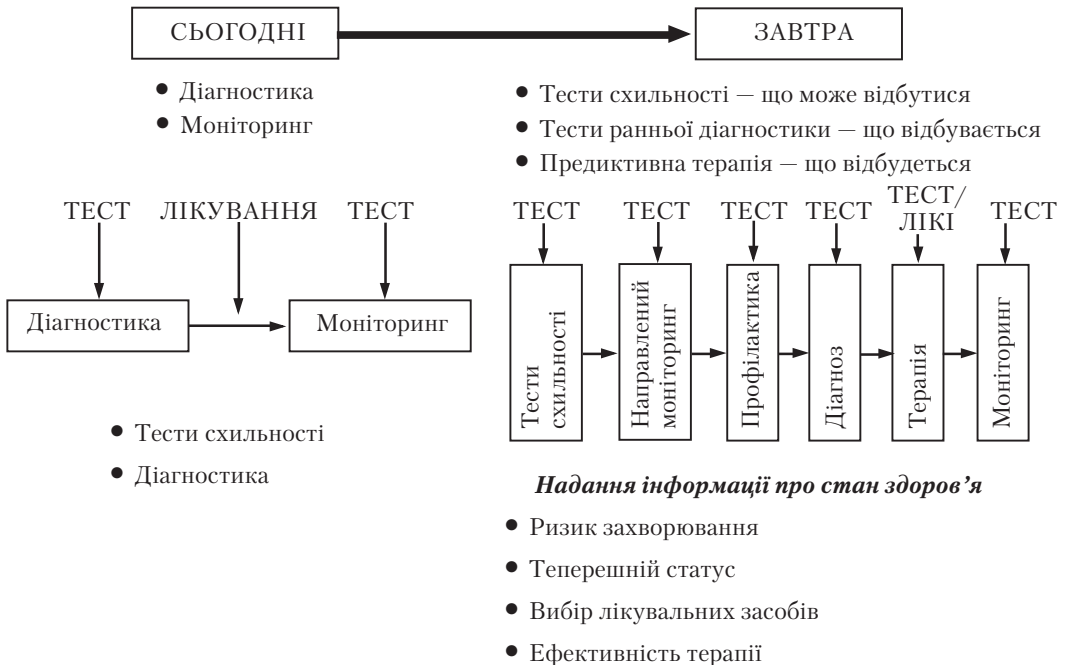 СЬОГОДНІ
ЗАВТРА
• Діагностика
• Моніторинг
• Тести схильності — що може відбутися
• Тести ранньої діагностики — що відбувається
• Предиктивна терапія — що відбудеться
ТЕСТ ЛІКУВАННЯ ТЕСТ
Діагностика
Моніторинг
• Тести схильності
• Діагностика
ТЕСТ ТЕСТ ТЕСТ ТЕСТ ТЕСТ/
ЛІКІ ТЕСТ
Тести
схильності
Направлений
моніторинг
Профілактика
Діагноз
Терапія
Моніторинг
Надання інформації про стан здоров’я
• Ризик захворювання
• Теперешній статус
• Вибір лікувальних засобів
• Ефективність терапії